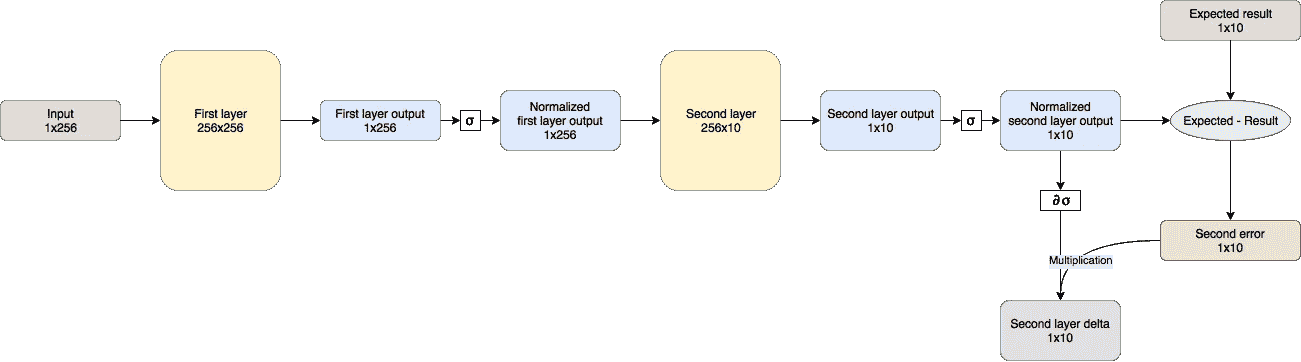 Expected result
1x10
Input
1x256
First layer
256x256
First layer output
1x256
σ
Normalized
first layer output
1x256
Second layer
256x10
Second layer output
1x10
σ
Normalized
second layer output
1x10
Expected - Result
∂σ
Second error
1x10
Multiplication
Second layer delta
1x10